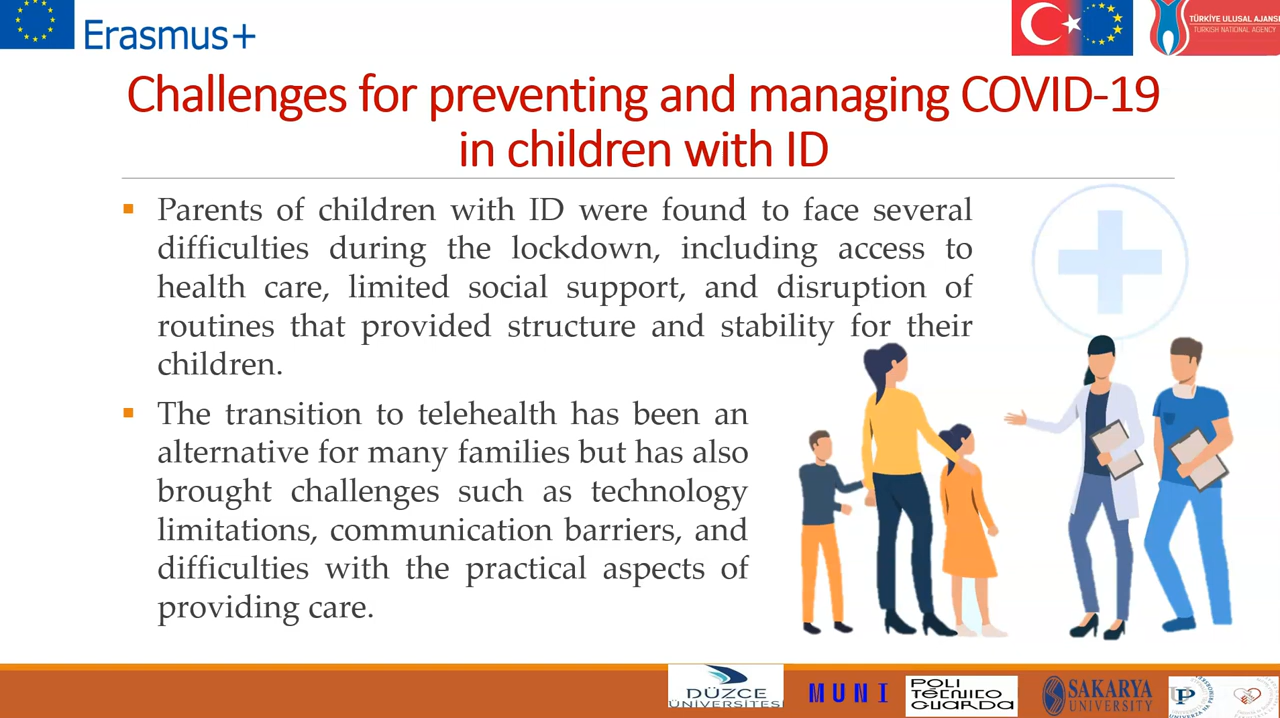 Erasmus+
TÜRKİYE ULUSAL AJANSI
TURKISH NATIONAL AGENCY
Challenges for preventing and managing COVID-19
in children with ID
Parents of children with ID were found to face several
difficulties during the lockdown, including access to
health care, limited social support, and disruption of
routines that provided structure and stability for their
children.
The transition to telehealth has been an
alternative for many families but has also
brought challenges such as technology
limitations, communication barriers, and
difficulties with the practical aspects of
providing care.
DÜZCE
ÜNİVERSİTESİ
MUNI
POLI
TÉCNICO
GUARDA
SAKARYA
UNIVERSITY
UP